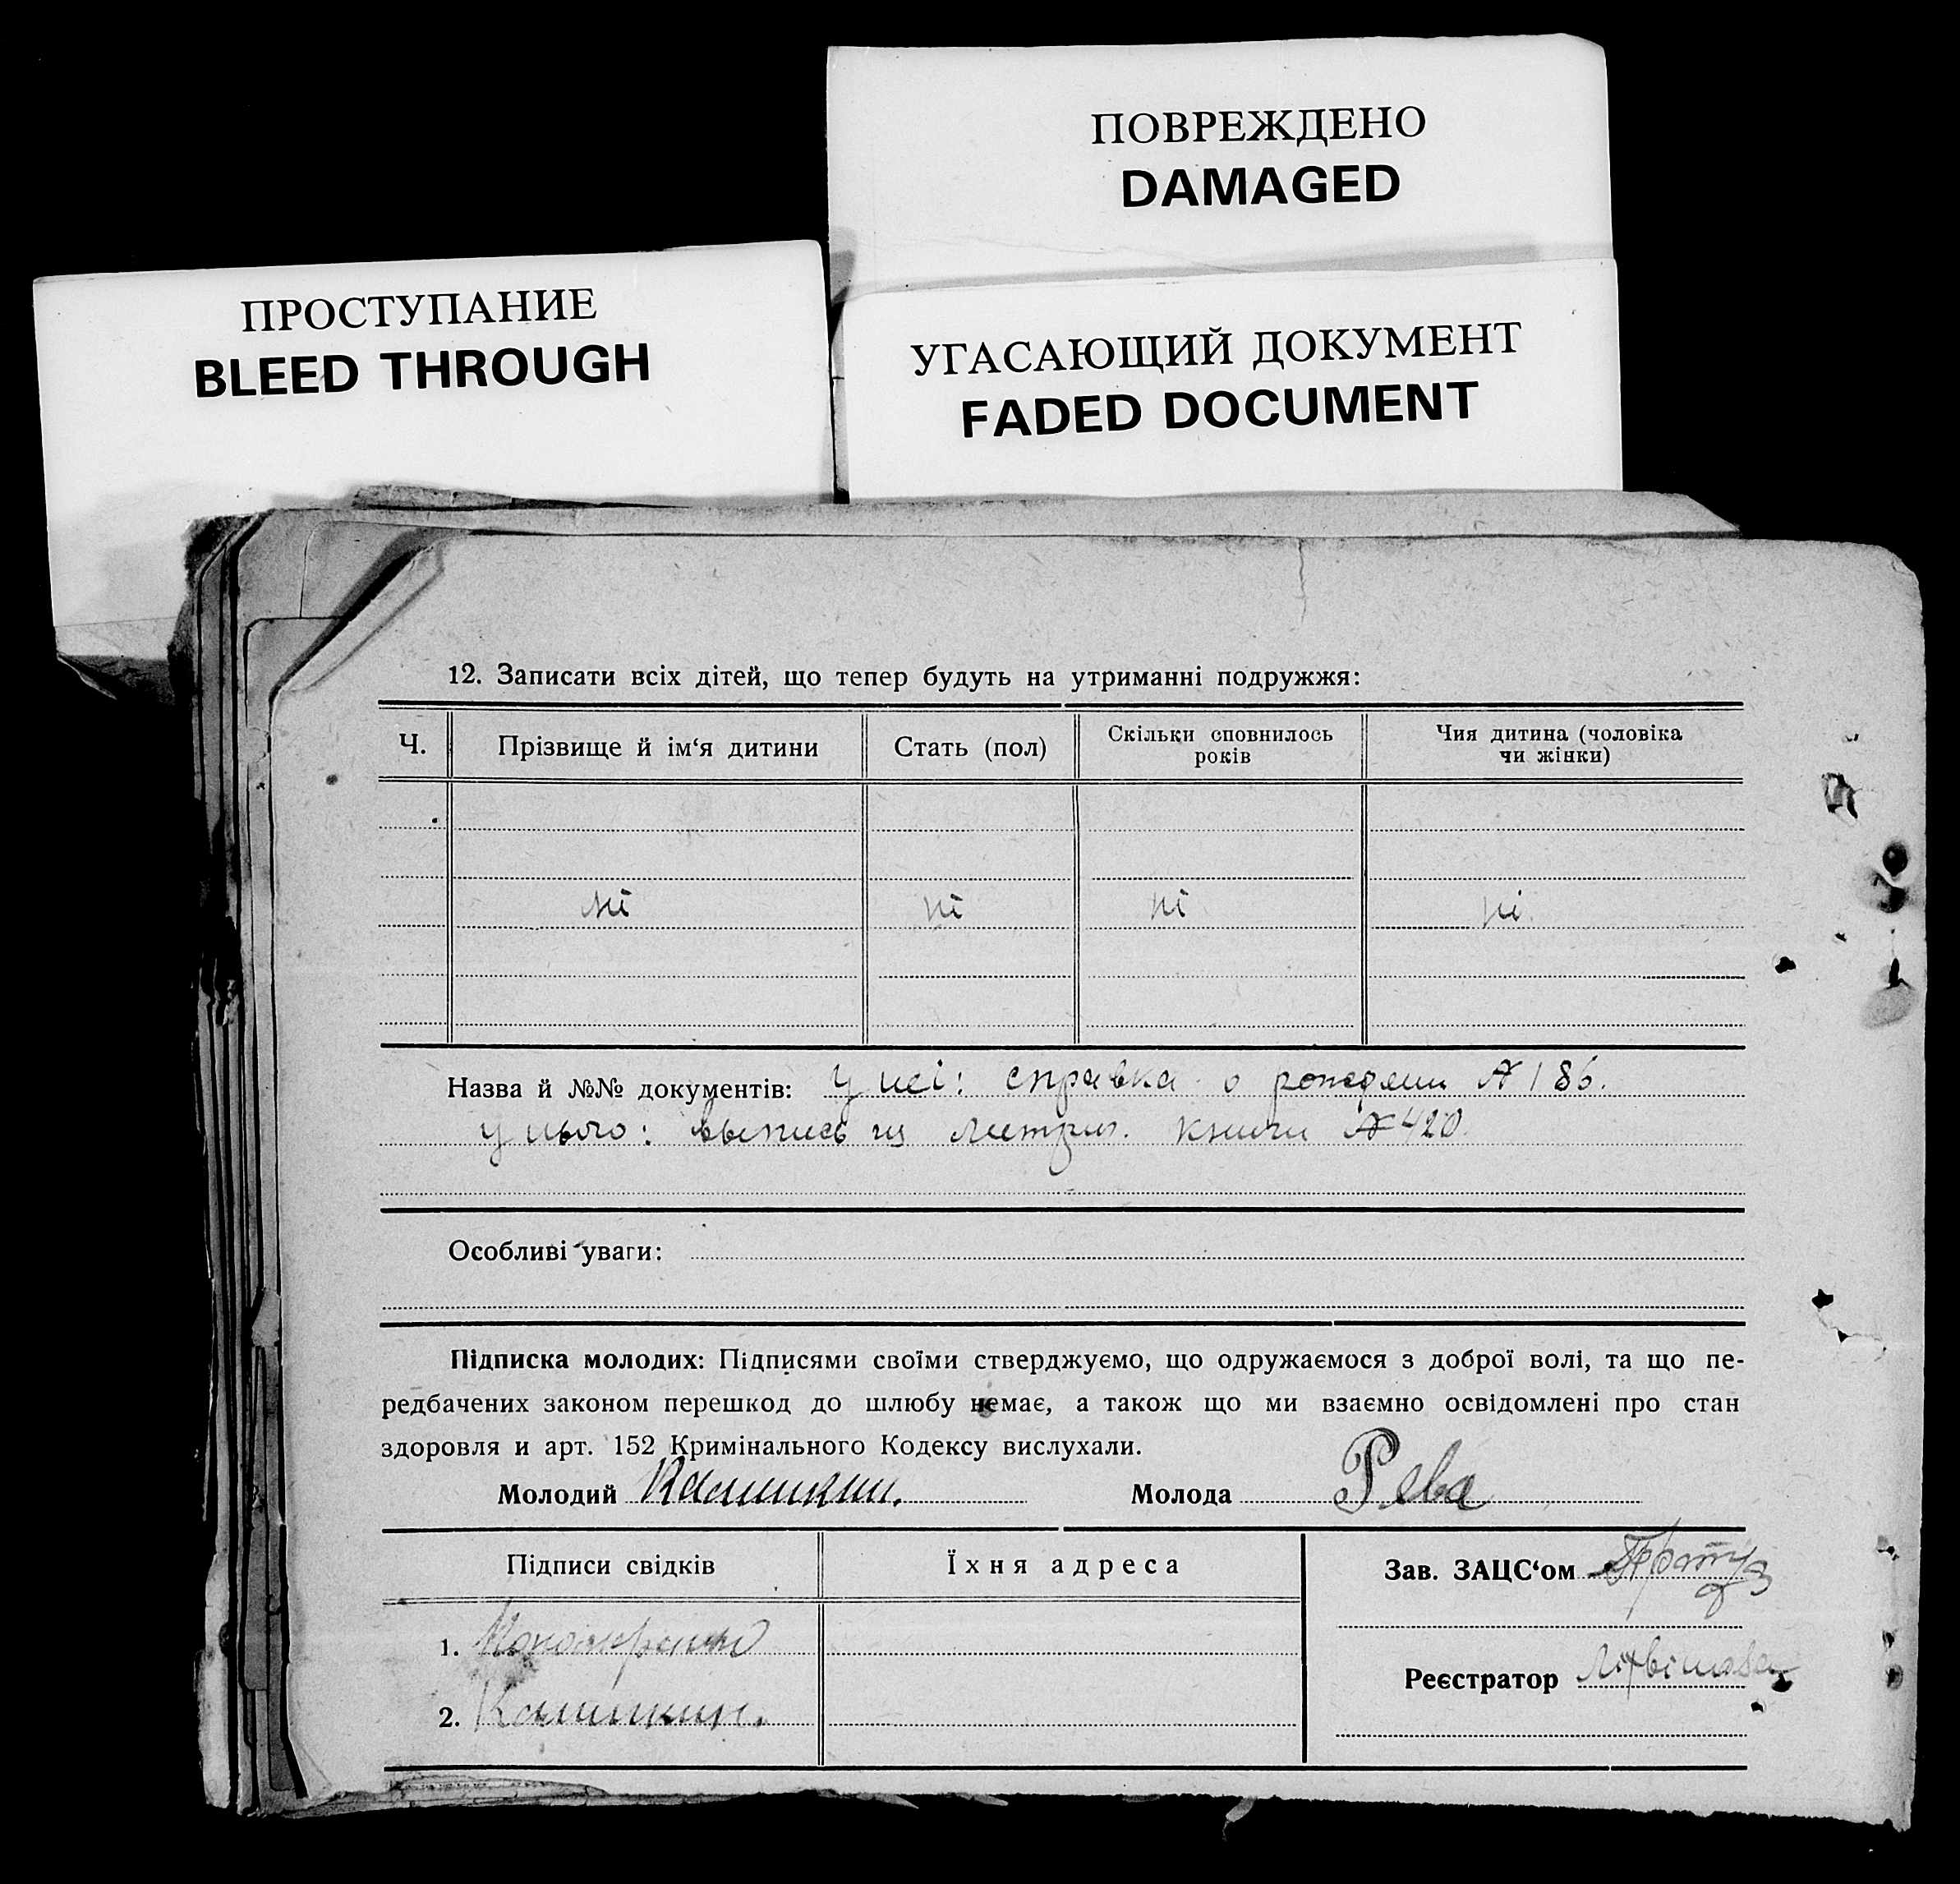 ПОВРЕЖДЕНО
DAMAGED
ПРОСТУПАНИЕ
BLEED THROUGH
УГАСАЮЩИЙ ДОКУМЕНТ
FADED DOCUMENT
12. Записати всіх дітей, що тепер будуть на утриманні подружжя:
Ч. Прізвище й ім‘я дитини Стать (пол) Скільки сповнилось років Чия дитина (чоловіка чи жінки)
ні ні ні ні
Назва й №№ документів: у неї: справка о рождении № 186.
у нього: выпись из метрич. книги № 420.
Особливі уваги:
Підписка молодих: Підписями своїми стверджуємо, що одружаємося з доброї волі, та що пе-
редбачених законом перешкод до шлюбу немає, а також що ми взаємно освідомлені про стан
здоровля и арт. 152 Кримінального Кодексу вислухали.
Молодий Молода Рева
Підписи свідків Їхня адреса Зав. ЗАЦС‘ом
1.
Реєстратор
2.